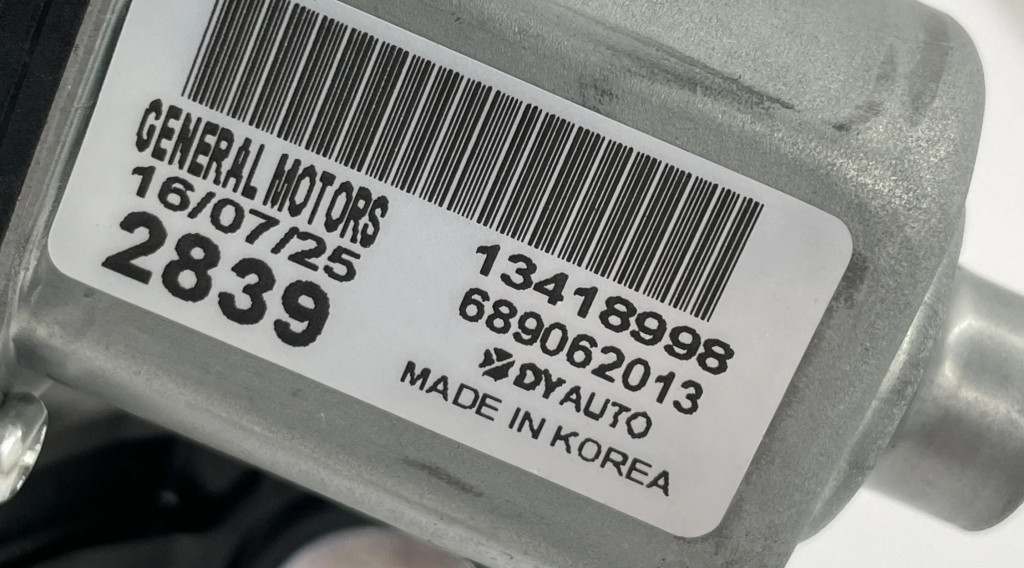 GENERAL MOTORS
16/07/25
2839
13418998
689062013
DYAUTO
MADE IN KOREA